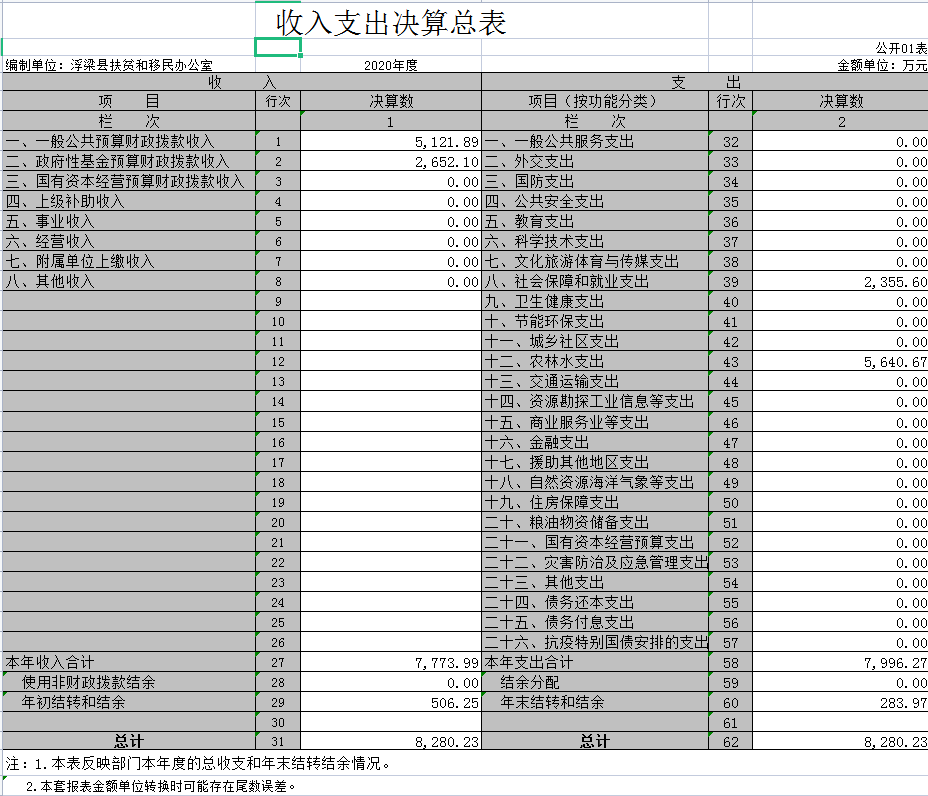 收入支出决算总表
公开01表
编制单位：浮梁县扶贫和移民办公室 2020年度 金额单位：万元
收 入 支 出
项 目 行次 决算数 项目（按功能分类） 行次 决算数
栏 次 1 栏 次 2
一、一般公共预算财政拨款收入 1 5,121.89 一、一般公共服务支出 32 0.00
二、政府性基金预算财政拨款收入 2 2,652.10 二、外交支出 33 0.00
三、国有资本经营预算财政拨款收入 3 0.00 三、国防支出 34 0.00
四、上级补助收入 4 0.00 四、公共安全支出 35 0.00
五、事业收入 5 0.00 五、教育支出 36 0.00
六、经营收入 6 0.00 六、科学技术支出 37 0.00
七、附属单位上缴收入 7 0.00 七、文化旅游体育与传媒支出 38 0.00
八、其他收入 8 0.00 八、社会保障和就业支出 39 2,355.60
9 九、卫生健康支出 40 0.00
10 十、节能环保支出 41 0.00
11 十一、城乡社区支出 42 0.00
12 十二、农林水支出 43 5,640.67
13 十三、交通运输支出 44 0.00
14 十四、资源勘探工业信息等支出 45 0.00
15 十五、商业服务业等支出 46 0.00
16 十六、金融支出 47 0.00
17 十七、援助其他地区支出 48 0.00
18 十八、自然资源海洋气象等支出 49 0.00
19 十九、住房保障支出 50 0.00
20 二十、粮油物资储备支出 51 0.00
21 二十一、国有资本经营预算支出 52 0.00
22 二十二、灾害防治及应急管理支出 53 0.00
23 二十三、其他支出 54 0.00
24 二十四、债务还本支出 55 0.00
25 二十五、债务付息支出 56 0.00
26 二十六、抗疫特别国债安排的支出 57 0.00
本年收入合计 27 7,773.99 本年支出合计 58 7,996.27
使用非财政拨款结余 28 0.00 结余分配 59 0.00
年初结转和结余 29 506.25 年末结转和结余 60 283.97
30 61
总计 31 8,280.23 总计 62 8,280.23
注：1.本表反映部门本年度的总收支和年末结转结余情况。
2.本套报表金额单位转换时可能存在尾数误差。